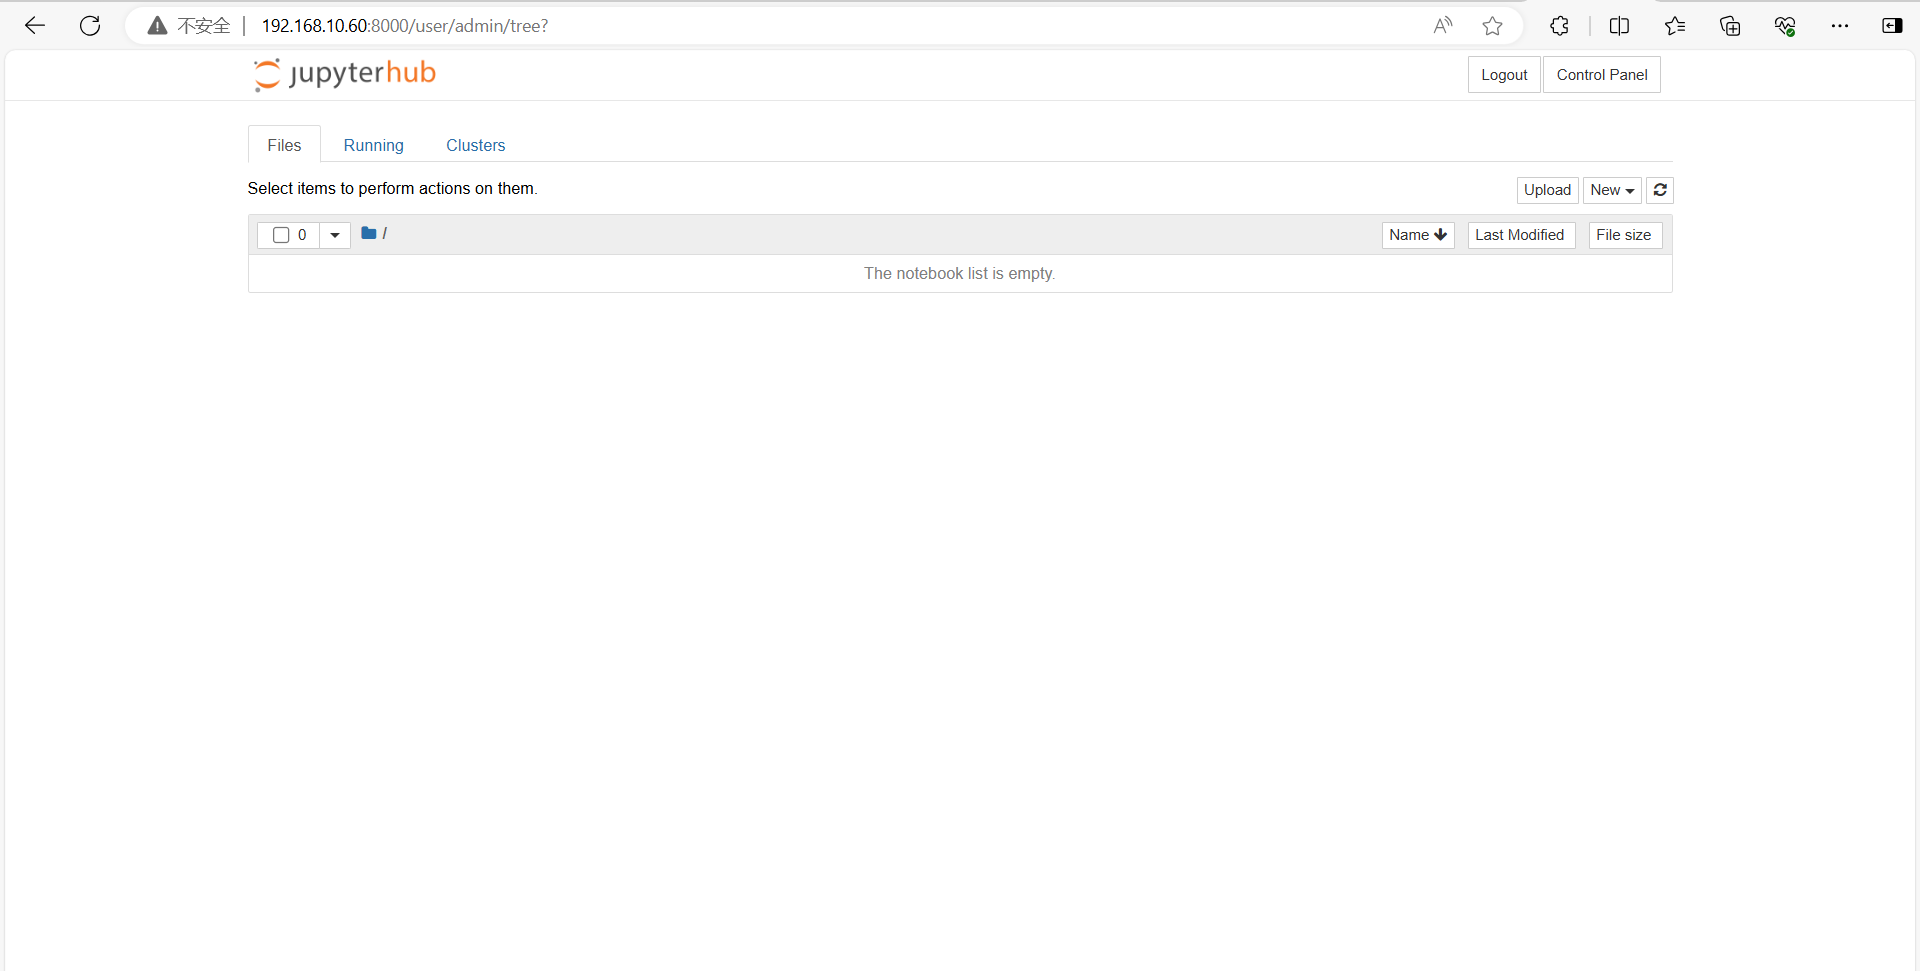 不安全 192.168.10.60:8000/user/admin/tree?
jupyterhub
Logout Control Panel
Files Running Clusters
Select items to perform actions on them.
Upload New
0 / Name Last Modified File size
The notebook list is empty.